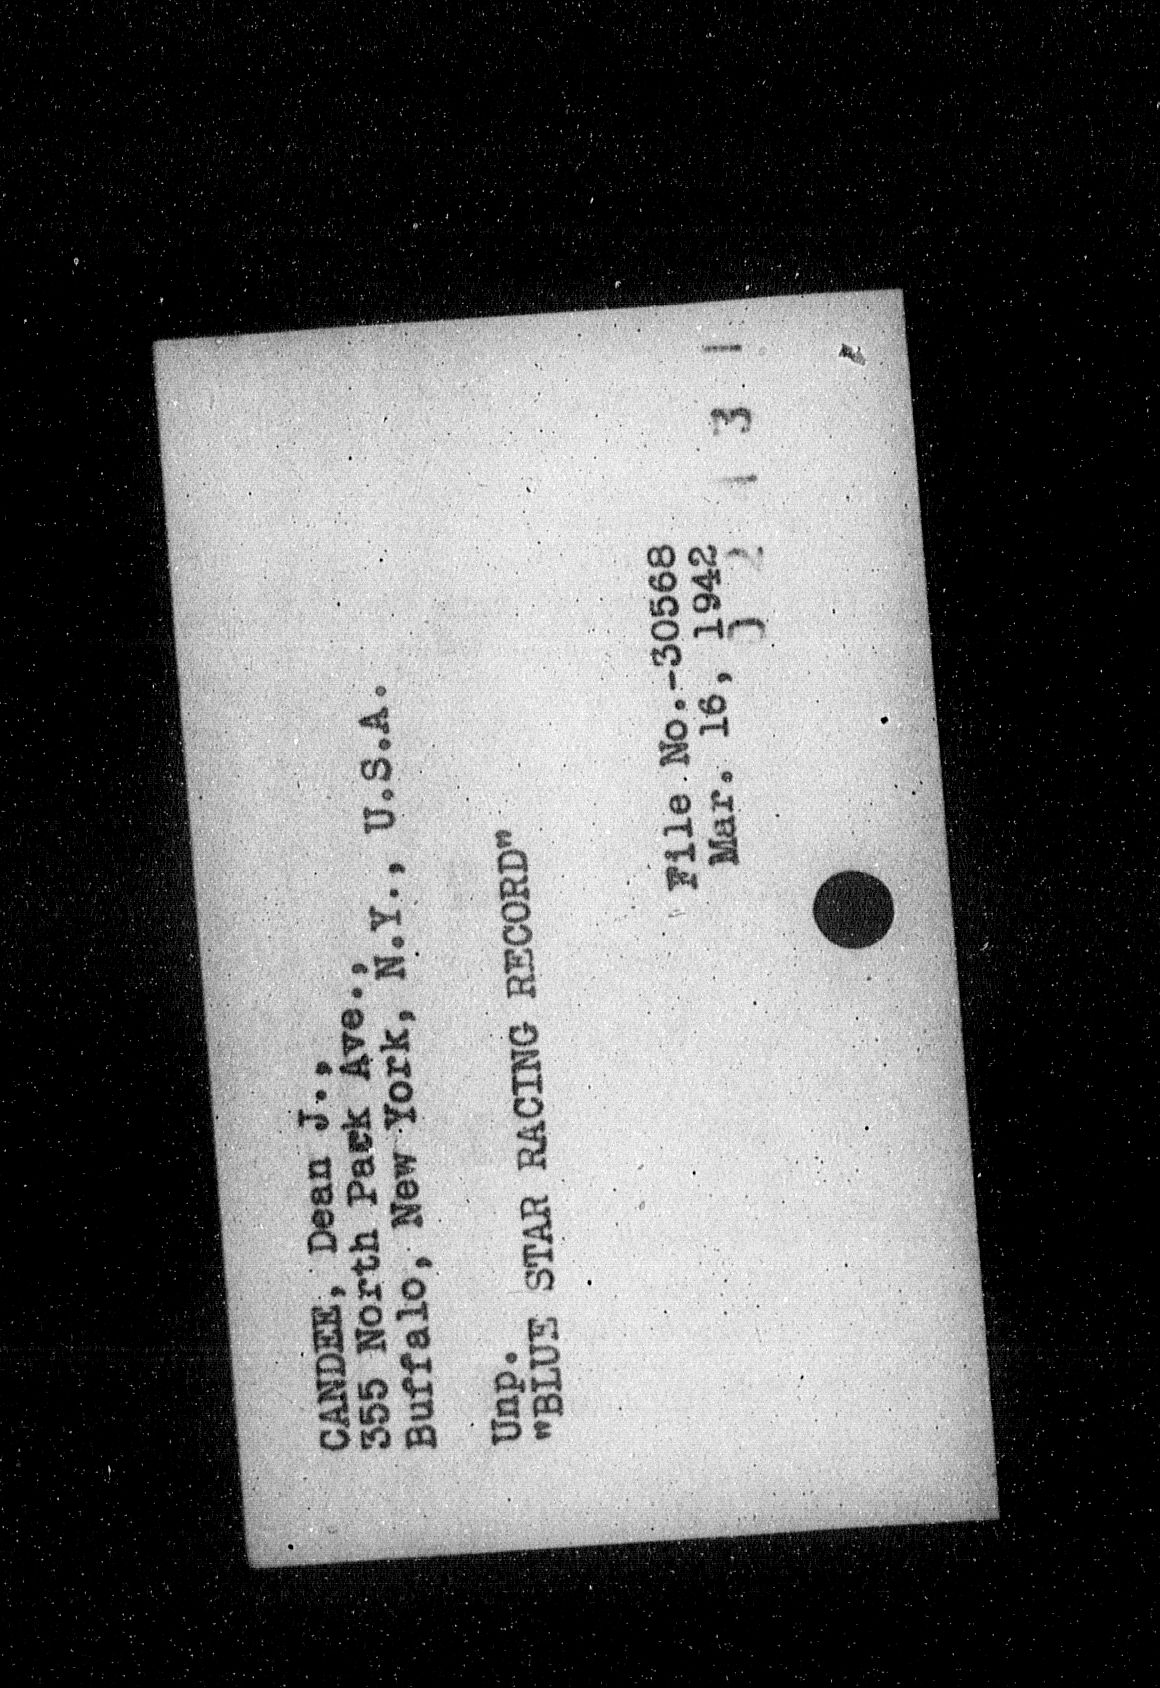 CANDEE, Dean J.,
355 North Park Ave.,
Buffalo, New York, N.Y., U.S.A.
Unp.
"BLUE STAR RACING RECORD"
File No.-30568
Mar. 16, 1942